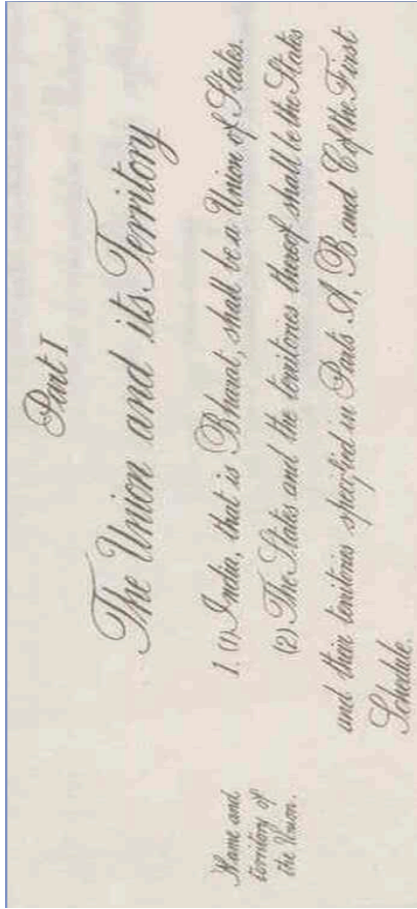 Part I
The Union and its Territory
Name and
territory of
the Union.
1. (1) India, that is Bharat, shall be a Union of States.
(2) The States and the territories thereof shall be the States
and their territories specified in Parts A, B and C of the First
Schedule.